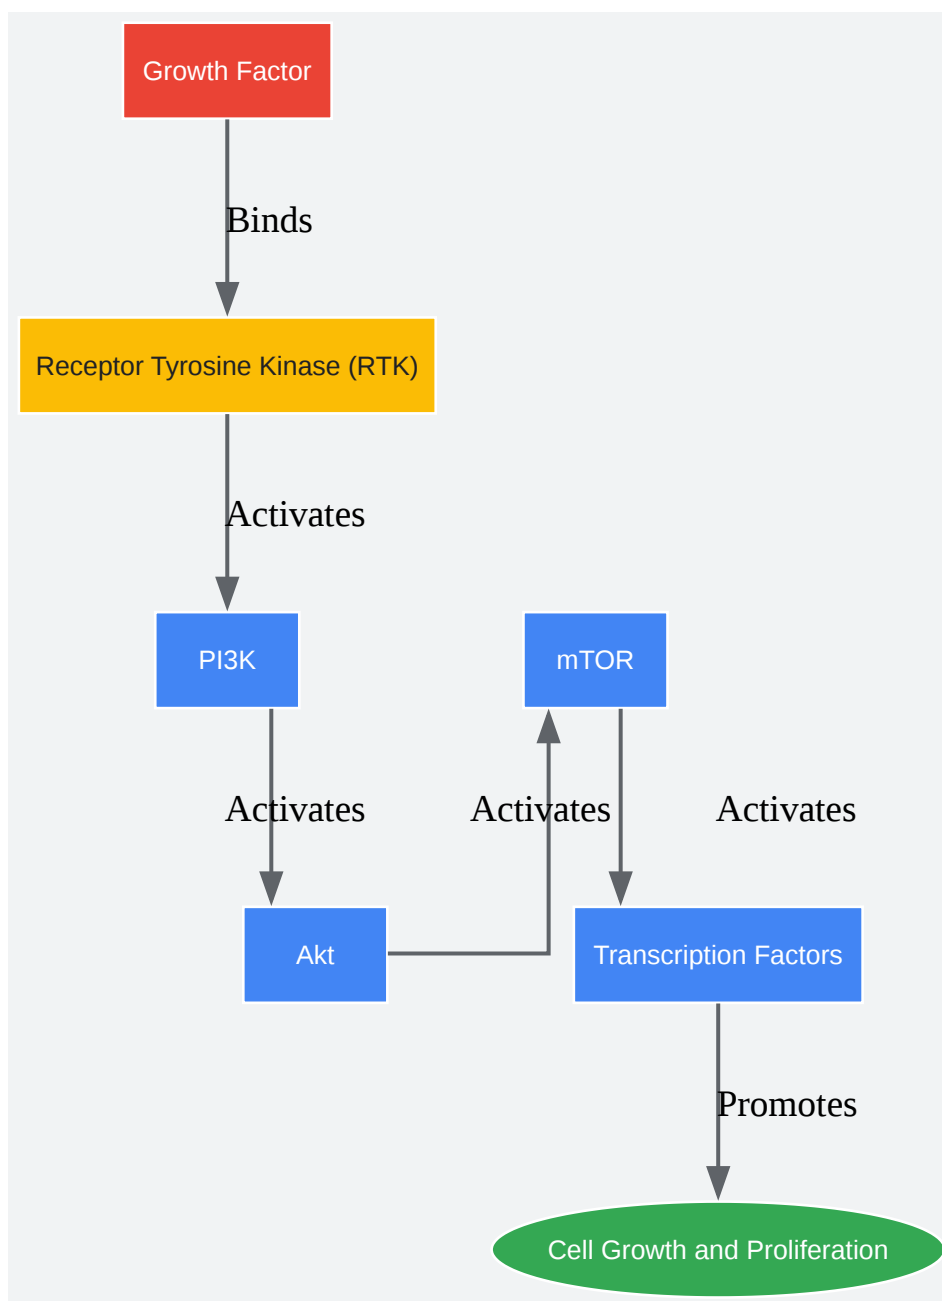 Growth Factor
Binds
Receptor Tyrosine Kinase (RTK)
Activates
PI3K
mTOR
Activates
Activates
Activates
Akt
Transcription Factors
Promotes
Cell Growth and Proliferation